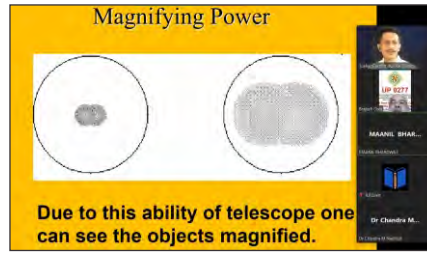 Magnifying Power
Due to this ability of telescope one
can see the objects magnified.
UP 8277
MAANIL BHAR...
Dr Chandra M...